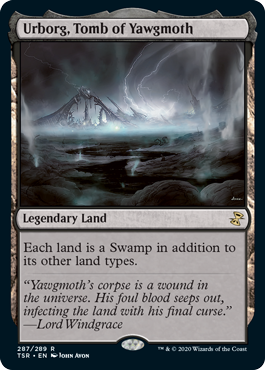 Urborg, Tomb of Yawgmoth
Legendary Land
Each land is a Swamp in addition to
its other land types.
“Yawgmoth’s corpse is a wound in
the universe. His foul blood seeps out,
infecting the land with his final curse.”
—Lord Windgrace
287/289 R
TSR • EN JOHN AVON
™ & © 2020 Wizards of the Coast